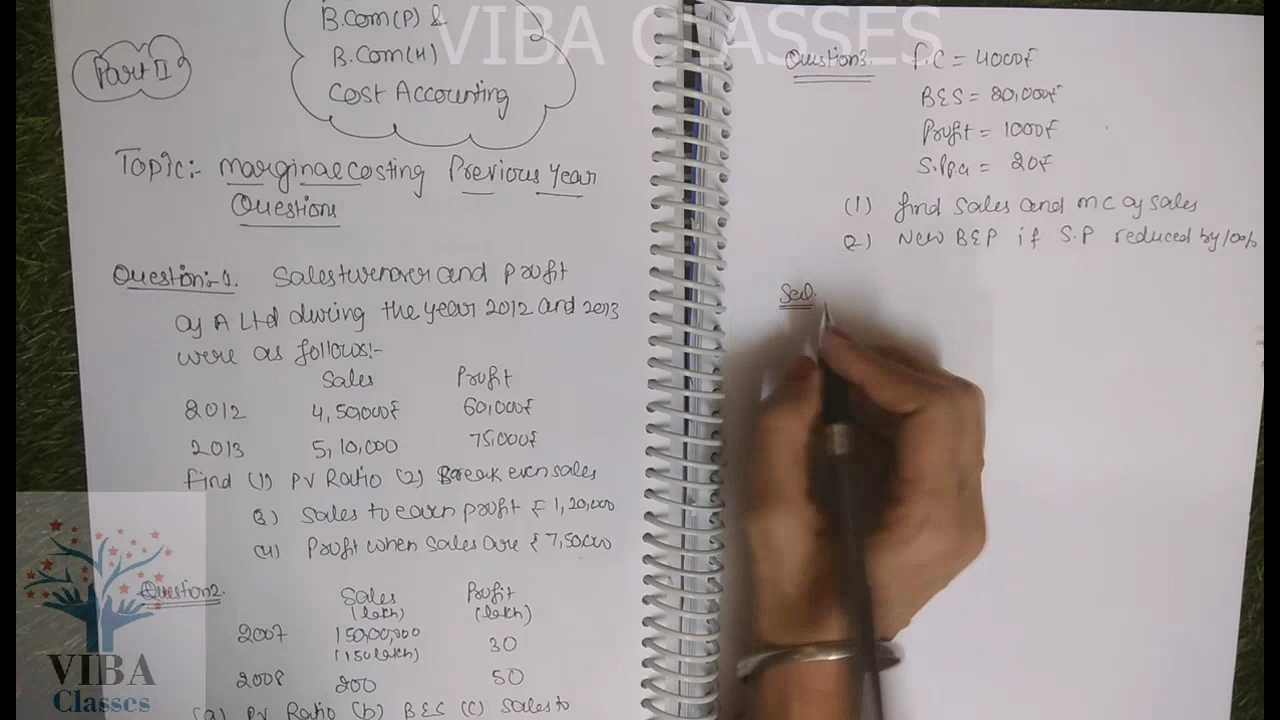 VIBA CLASSES
Part II
B.Com(P) &
B.Com(H)
Cost Accounting
Topic:- marginal costing Previous Year
Questions
Question:-1. Sales turnover and profit
of A Ltd during the year 2012 and 2013
were as follows:-
Sales Profit
2012 4,50,000₹ 60,000₹
2013 5,10,000 75,000₹
Find (1) PV Ratio (2) Break even sales
(3) Sales to earn profit ₹ 1,20,000
(4) Profit when sales are ₹ 7,50,000
Question2. Sales Profit
(lakh) (lakh)
2007 150,00,000 30
(150 lakh)
2008 200 50
(a) PV Ratio (b) BES (c) Sales to
Question3. F.C = 4000₹
BES = 20,000₹
Profit = 1000₹
S.P p.u = 20₹
(1) find sales and mc of sales
(2) New BEP if S.P reduced by 10%
Sol.
VIBA
Classes